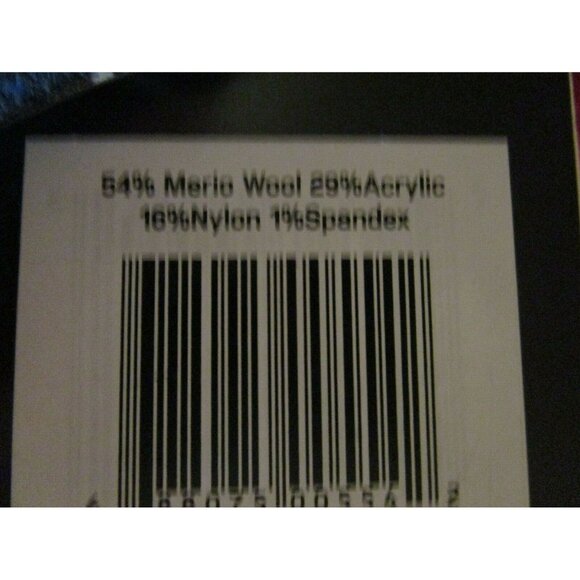 54% Merio Wool 29%Acrylic
16%Nylon 1%Spandex